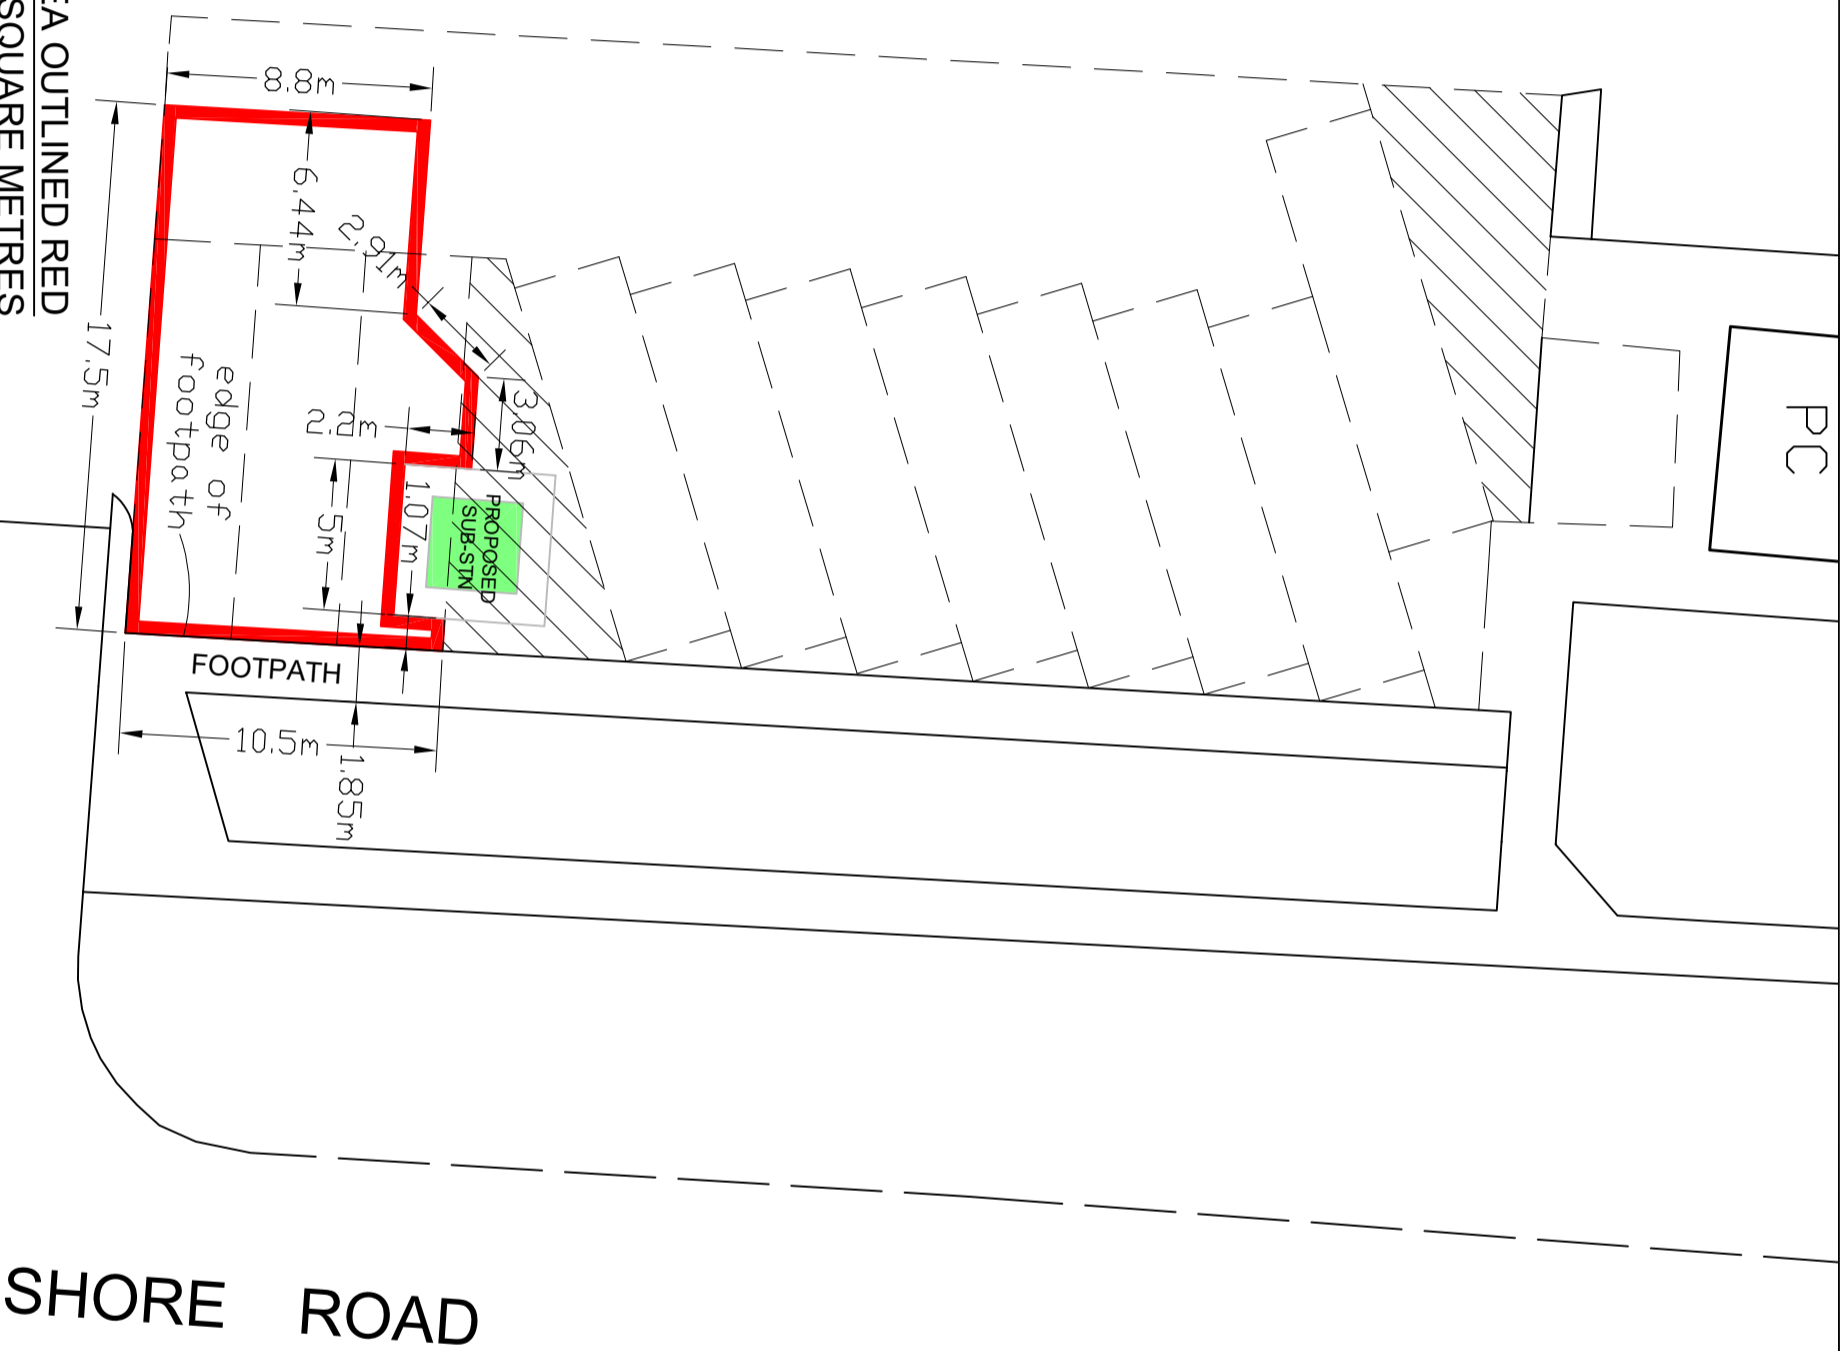 EA OUTLINED RED
SQUARE METRES
8.8m
6.44m
2.91m
17.5m
edge of
footpath
2.2m
3.06m
5m
1.07m
PROPOSED
SUB-STN
FOOTPATH
10.5m
1.85m
PC
SHORE ROAD